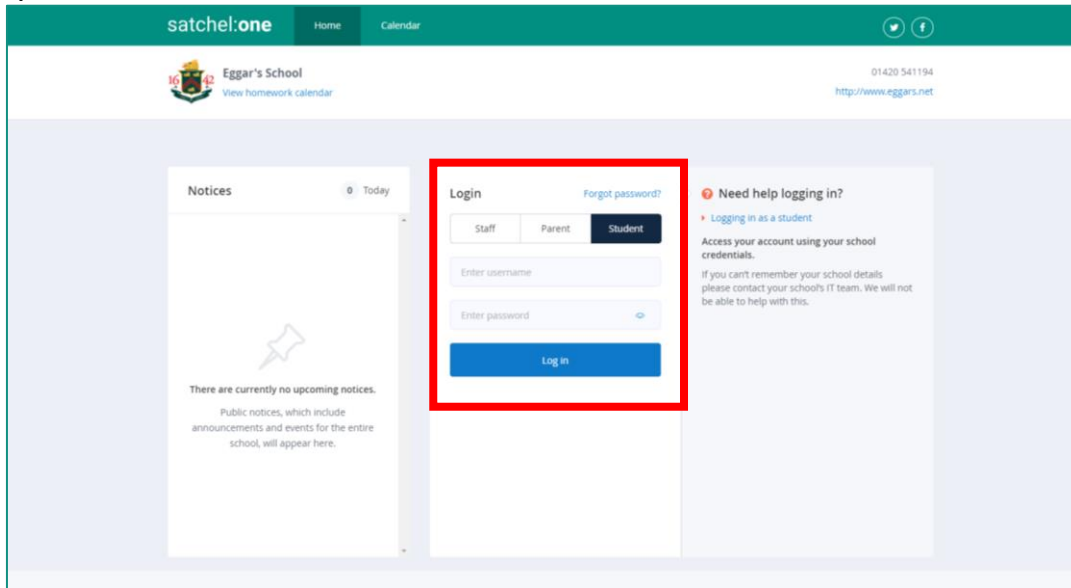 satchel:one Home Calendar
16 42
Eggar's School
View homework calendar
01420 541194
http://www.eggars.net
Notices 0 Today
There are currently no upcoming notices.
Public notices, which include
announcements and events for the entire
school, will appear here.
Login Forgot password?
Staff Parent Student
Enter username
Enter password
Log in
Need help logging in?
Logging in as a student
Access your account using your school
credentials.
If you can't remember your school details
please contact your school's IT team. We will not
be able to help with this.